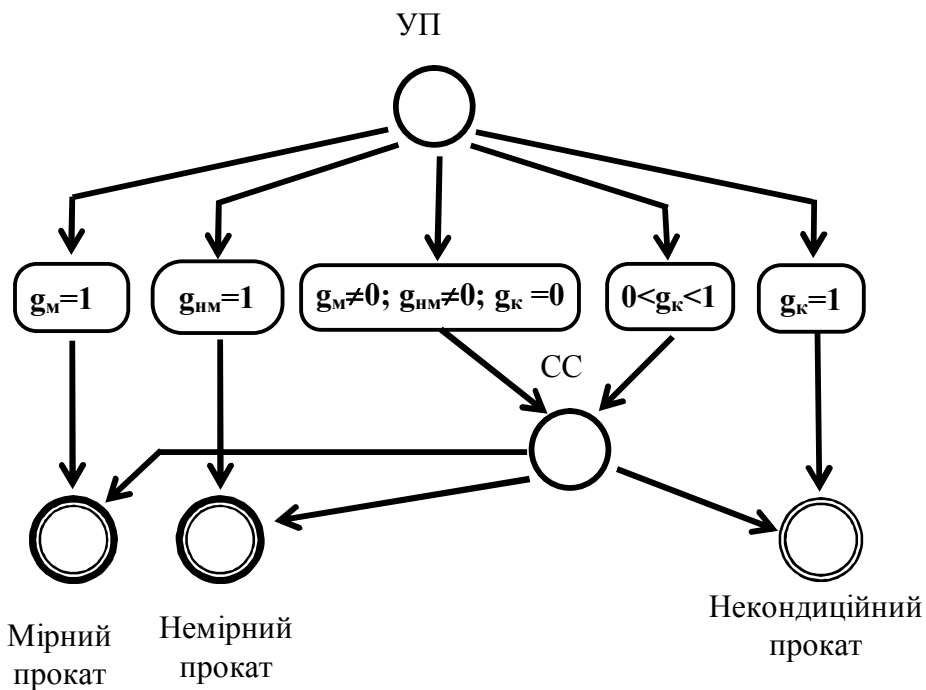 УП
gм=1
gнм=1
gм≠0; gнм≠0; gк =0
0<gк<1
gк=1
СС
Мірний
прокат
Немірний
прокат
Некондиційний
прокат